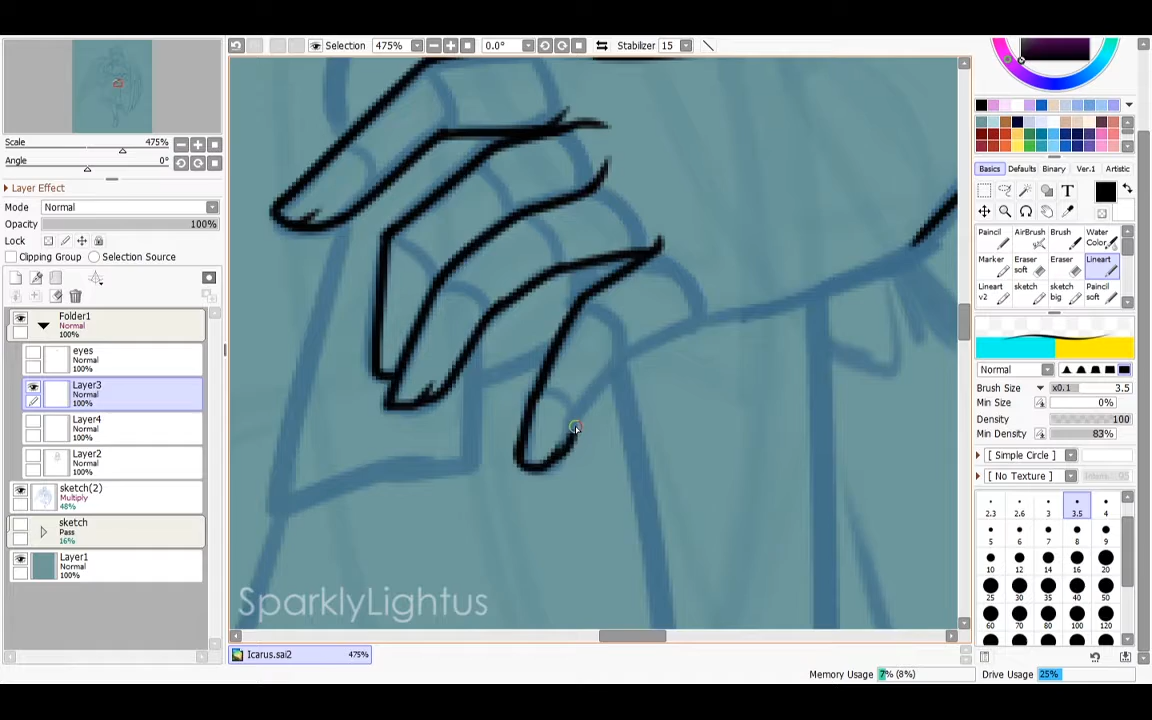 Selection 475% 0.0° Stabilizer 15
Scale 475%
Angle 0°
Layer Effect
Mode Normal
Opacity 100%
Lock
Clipping Group Selection Source
Folder1
Normal
100%
eyes
Normal
100%
Layer3
Normal
100%
Layer4
Normal
100%
Layer2
Normal
100%
sketch(2)
Multiply
48%
sketch
Pass
16%
Layer1
Normal
100%
SparklyLightus
Icarus.sai2 475%
Memory Usage 7% (8%) Drive Usage 25%
Basics Defaults Binary Ver.1 Artistic
T
Pancil AirBrush Brush Water Color
Marker Eraser soft Eraser Lineart
Lineart v2 sketch sketch big Pancil soft
Normal
Brush Size x0.1 3.5
Min Size 0%
Density 100
Min Density 83%
[ Simple Circle ]
[ No Texture ]
2.3 2.6 3 3.5 4
5 6 7 8 9
10 12 14 16 20
25 30 35 40 50
60 70 80 100 120